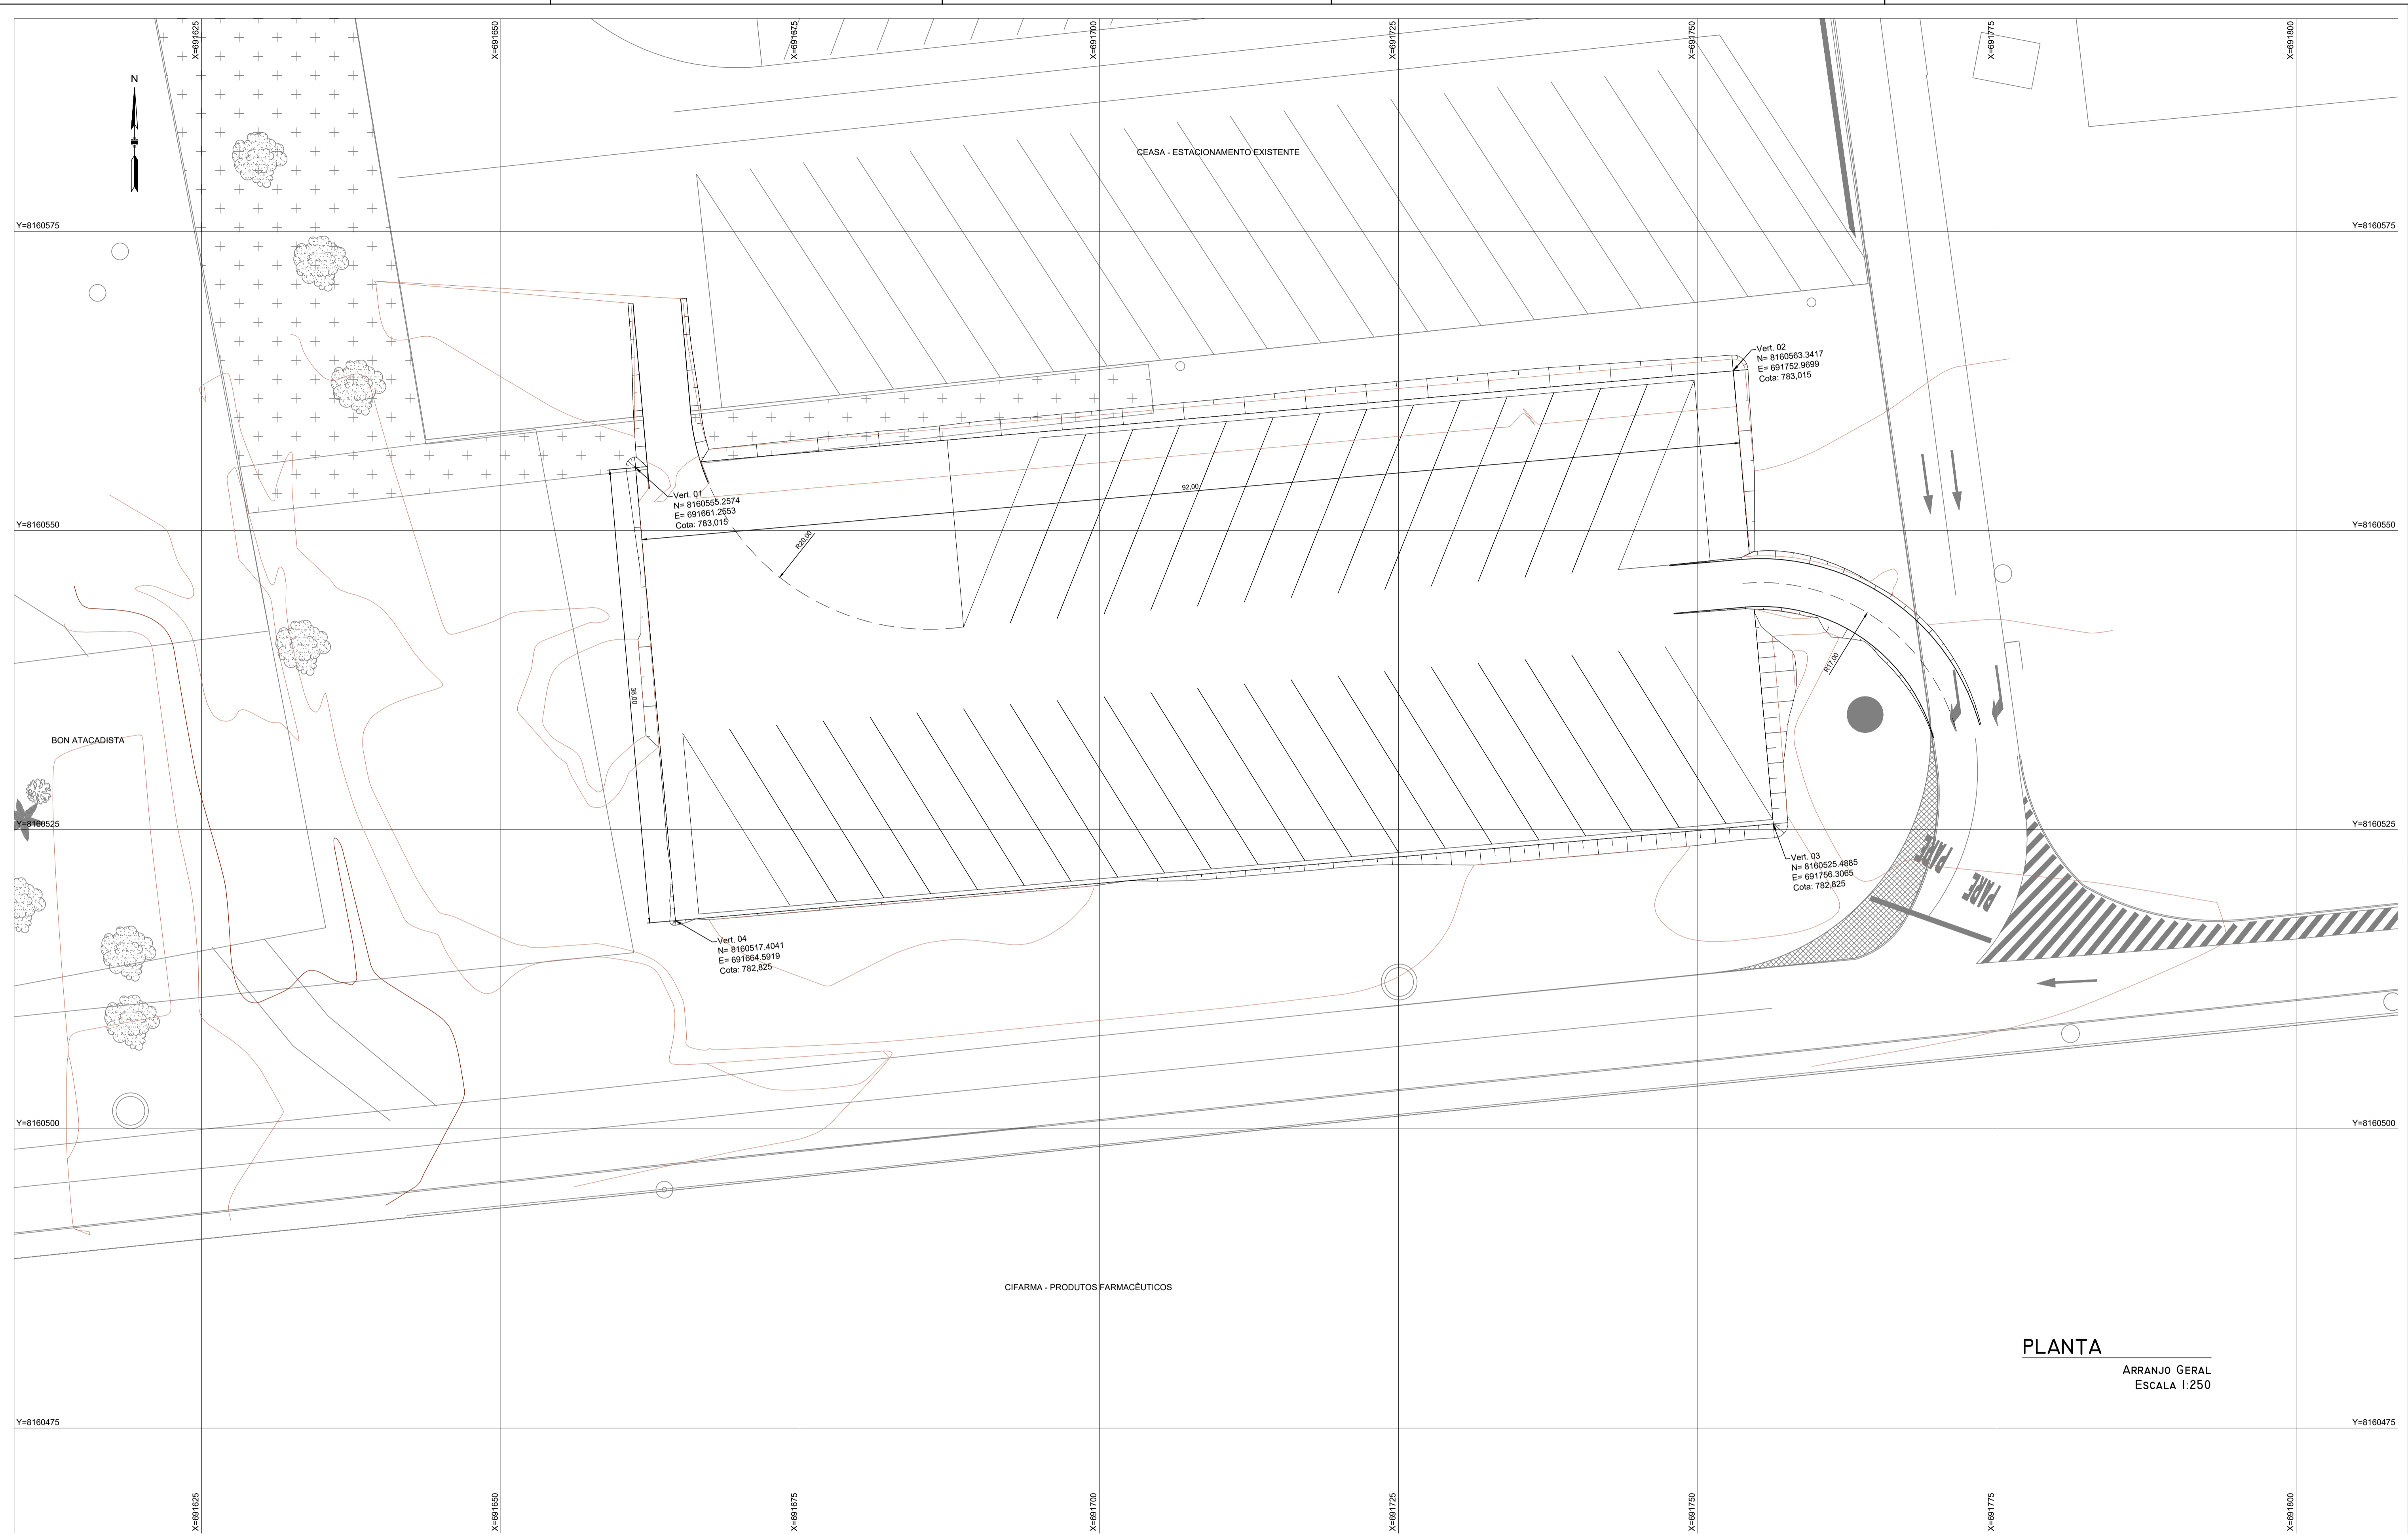 X=691625
X=691650
X=691675
X=691700
X=691725
X=691750
X=691775
X=691800
N
CEASA - ESTACIONAMENTO EXISTENTE
Y=8160575
Y=8160575
Vert. 02
N= 8160563.3417
E= 691752.9699
Cota: 783,015
Vert. 01
N= 8160555.2574
E= 691661.2553
Cota: 783,015
92,00
Y=8160550
Y=8160550
R20,00
R17,00
38,00
BON ATACADISTA
Y=8160525
Y=8160525
PARE
PARE
Vert. 03
N= 8160525.4885
E= 691756.3065
Cota: 782,825
Vert. 04
N= 8160517.4041
E= 691664.5919
Cota: 782,825
Y=8160500
Y=8160500
CIFARMA - PRODUTOS FARMACÊUTICOS
PLANTA
ARRANJO GERAL
ESCALA 1:250
Y=8160475
Y=8160475
X=691625
X=691650
X=691675
X=691700
X=691725
X=691750
X=691775
X=691800